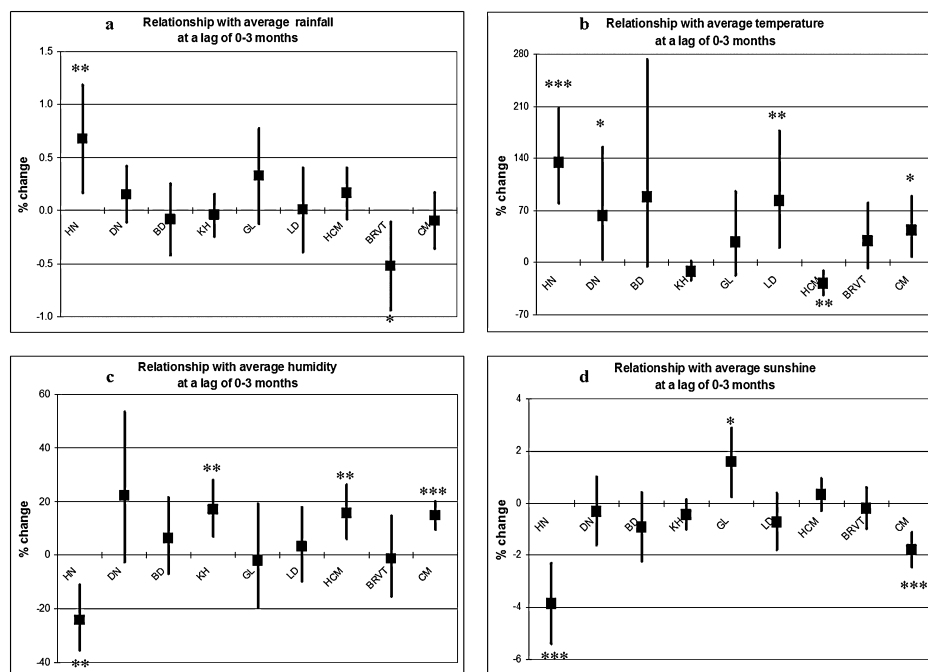 a
Relationship with average rainfall
at a lag of 0-3 months
1.5
1.0
0.5
0.0
-0.5
-1.0
% change
**
*
HN
DN
BD
KH
GL
LD
HCM
BRVT
CM
b
Relationship with average temperature
at a lag of 0-3 months
280
210
140
70
0
-70
% change
***
*
**
**
*
HN
DN
BD
KH
GL
LD
HCM
BRVT
CM
c
Relationship with average humidity
at a lag of 0-3 months
60
40
20
0
-20
-40
% change
**
**
**
***
HN
DN
BD
KH
GL
LD
HCM
BRVT
CM
d
Relationship with average sunshine
at a lag of 0-3 months
4
2
0
-2
-4
-6
% change
***
*
***
HN
DN
BD
KH
GL
LD
HCM
BRVT
CM